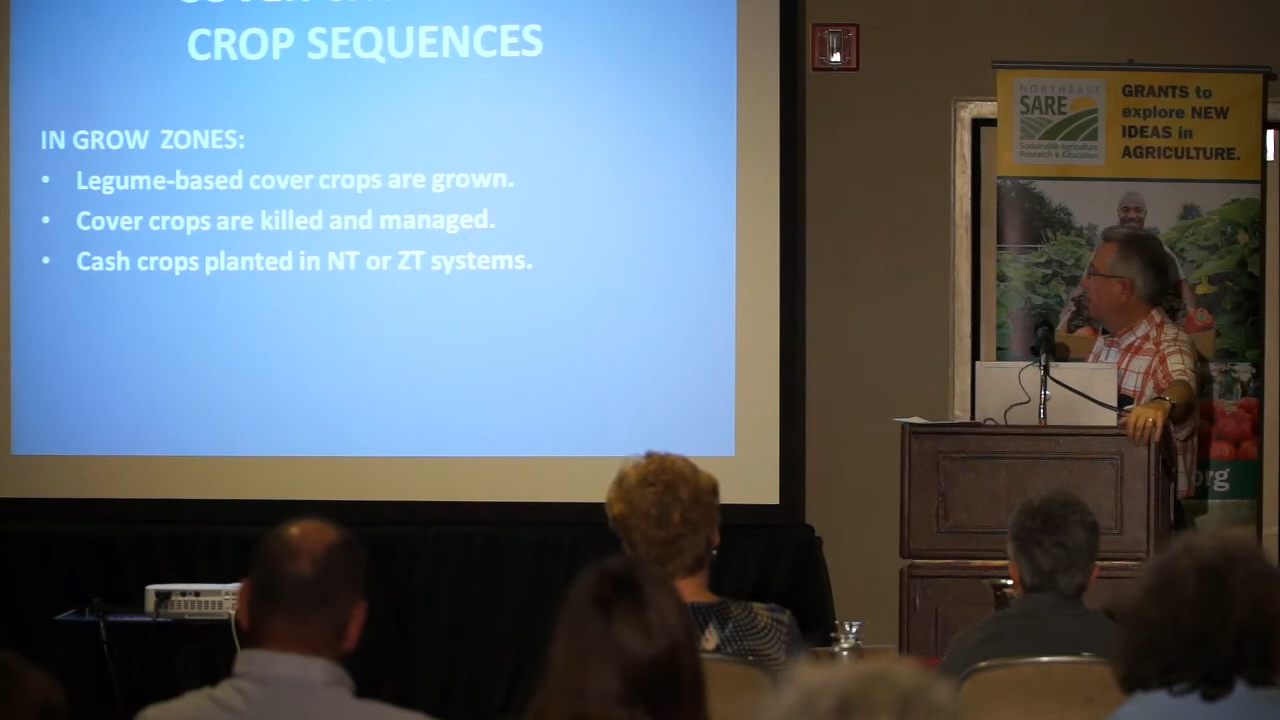 CROP SEQUENCES
IN GROW ZONES:
• Legume-based cover crops are grown.
• Cover crops are killed and managed.
• Cash crops planted in NT or ZT systems.
NORTHEAST
SARE
Sustainable Agriculture
Research & Education
GRANTS to
explore NEW
IDEAS in
AGRICULTURE.
org